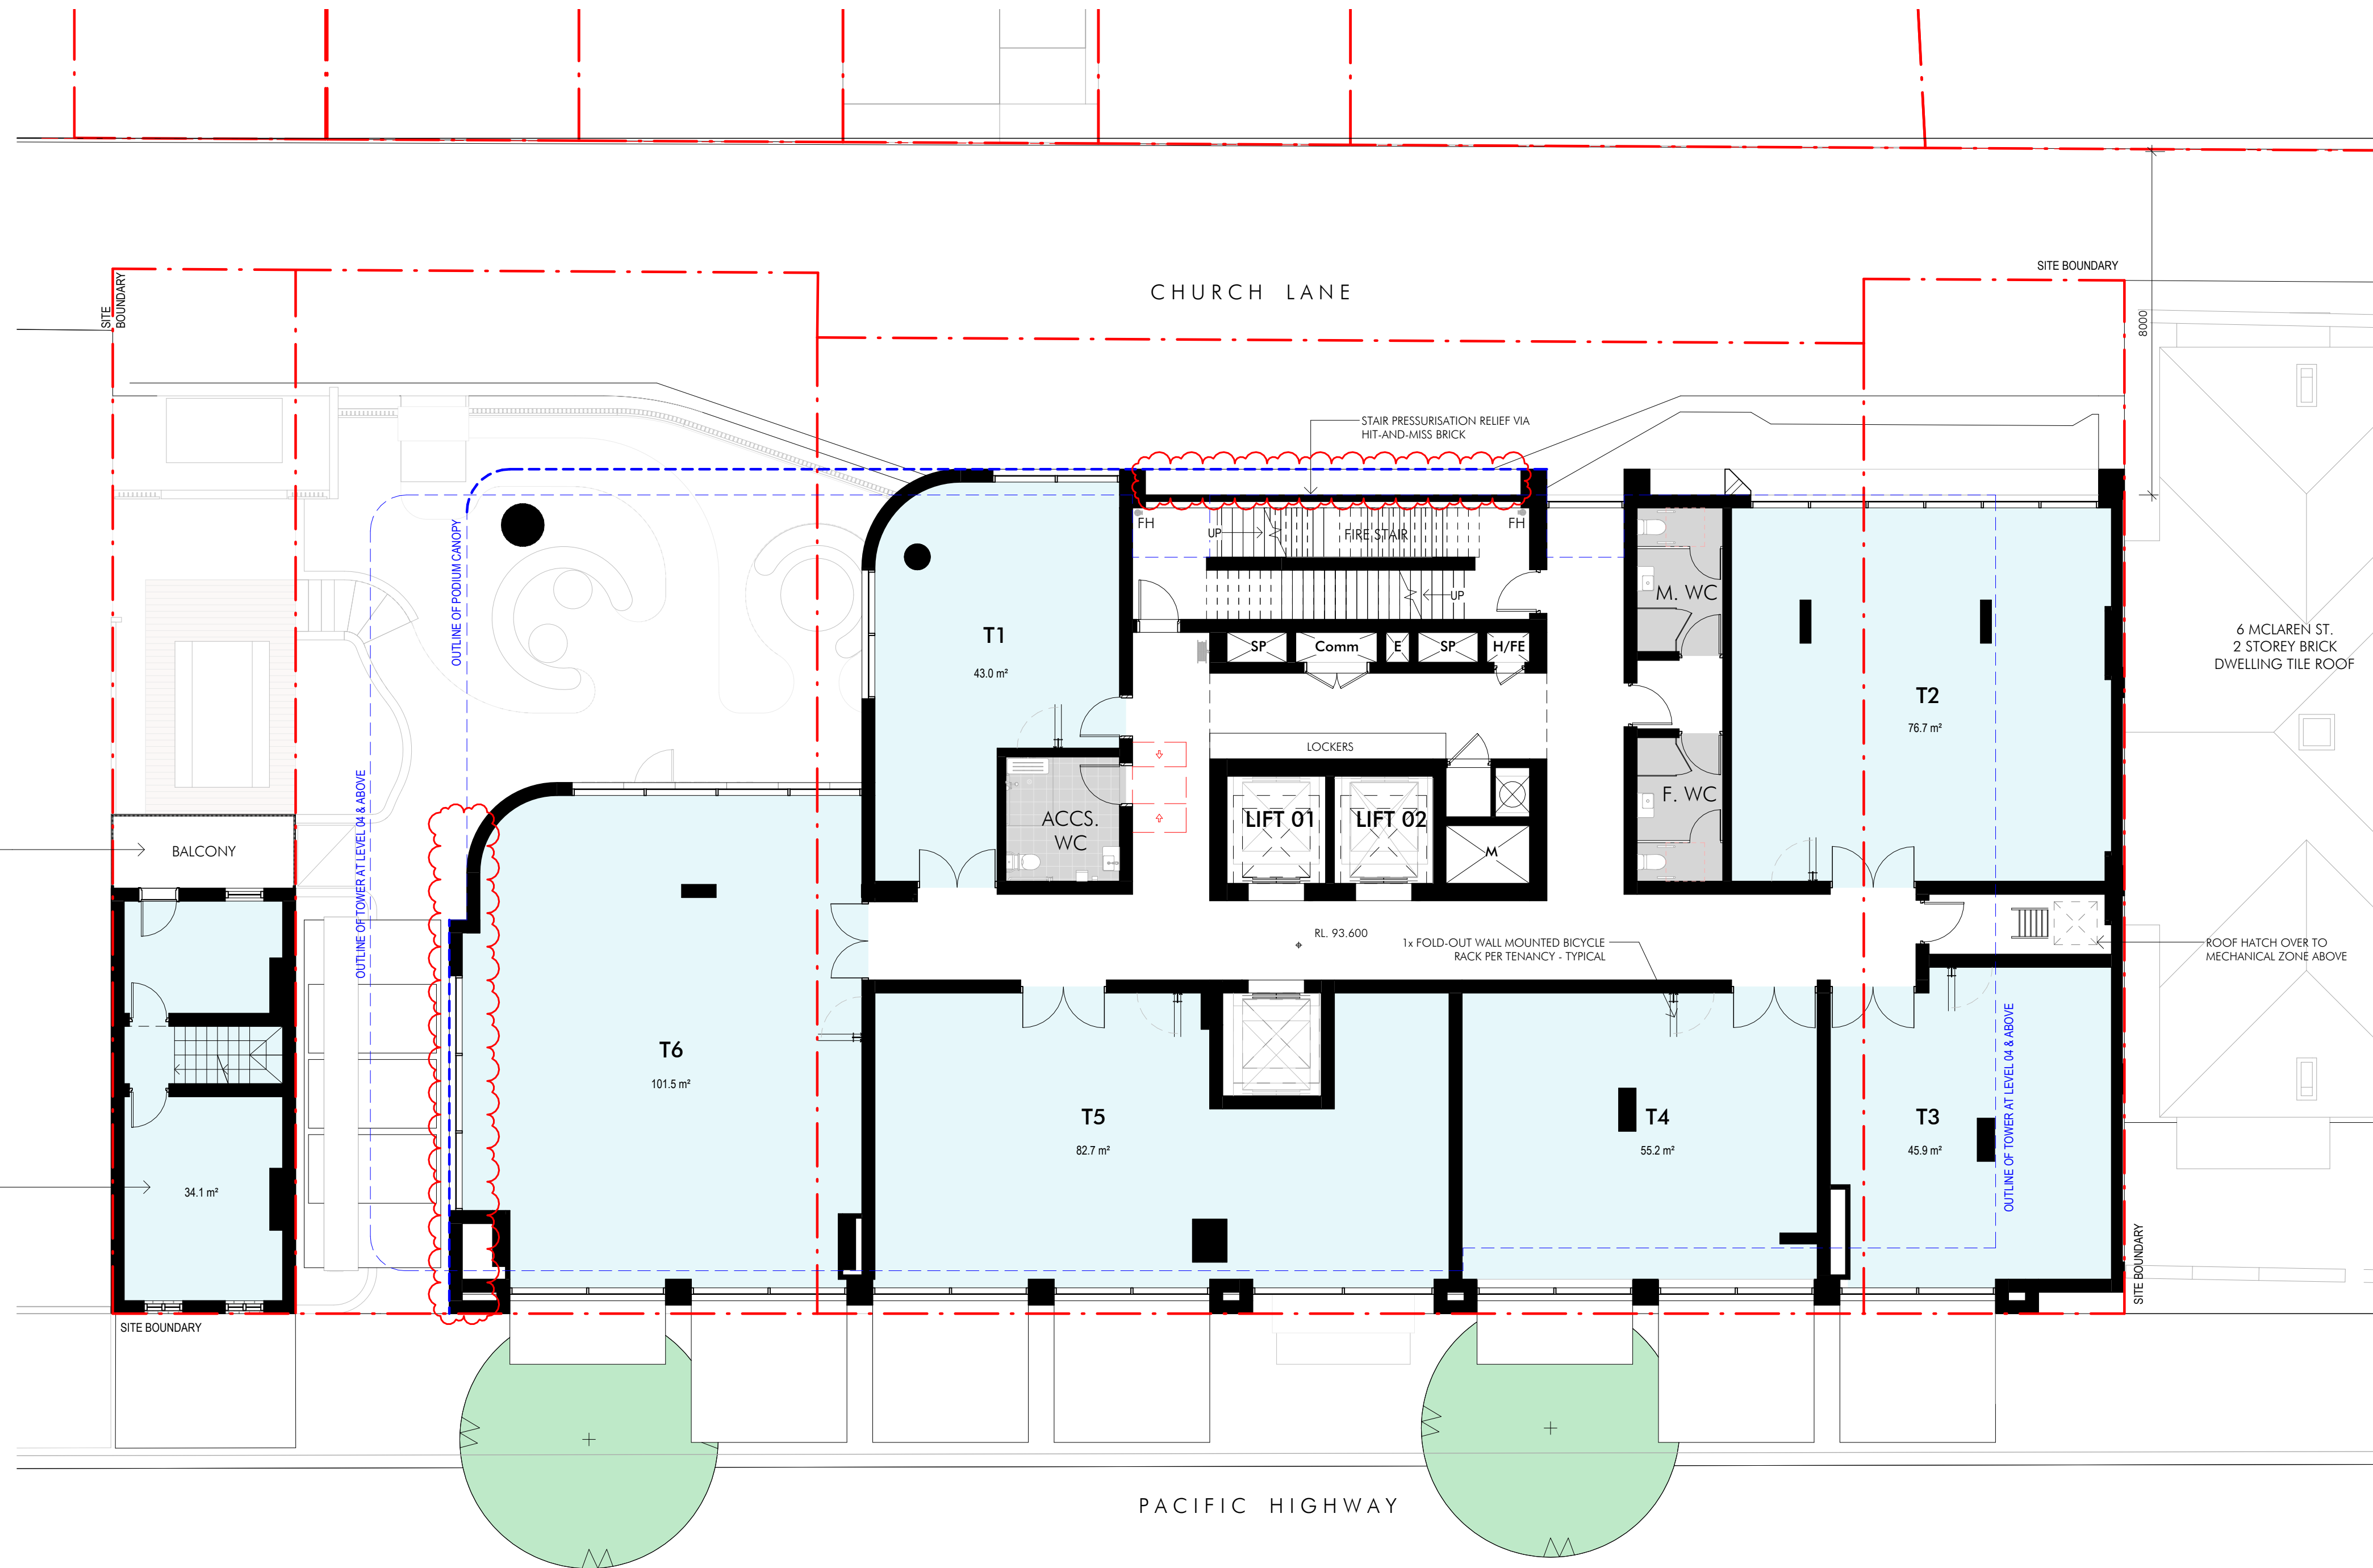 SITE BOUNDARY
CHURCH LANE
SITE
BOUNDARY
8000
STAIR PRESSURISATION RELIEF VIA
HIT-AND-MISS BRICK
FH
FH
UP
FIRE STAIR
UP
OUTLINE OF PODIUM CANOPY
M. WC
T1
43.0 m²
SP
Comm
E
SP
H/FE
6 MCLAREN ST.
2 STOREY BRICK
DWELLING TILE ROOF
T2
76.7 m²
LOCKERS
F. WC
ACCS.
WC
LIFT 01
LIFT 02
M
BALCONY
OUTLINE OF TOWER AT LEVEL 04 & ABOVE
RL. 93.600
1x FOLD-OUT WALL MOUNTED BICYCLE
RACK PER TENANCY - TYPICAL
ROOF HATCH OVER TO
MECHANICAL ZONE ABOVE
T6
101.5 m²
T5
82.7 m²
T4
55.2 m²
T3
45.9 m²
OUTLINE OF TOWER AT LEVEL 04 & ABOVE
34.1 m²
SITE BOUNDARY
SITE BOUNDARY
PACIFIC HIGHWAY